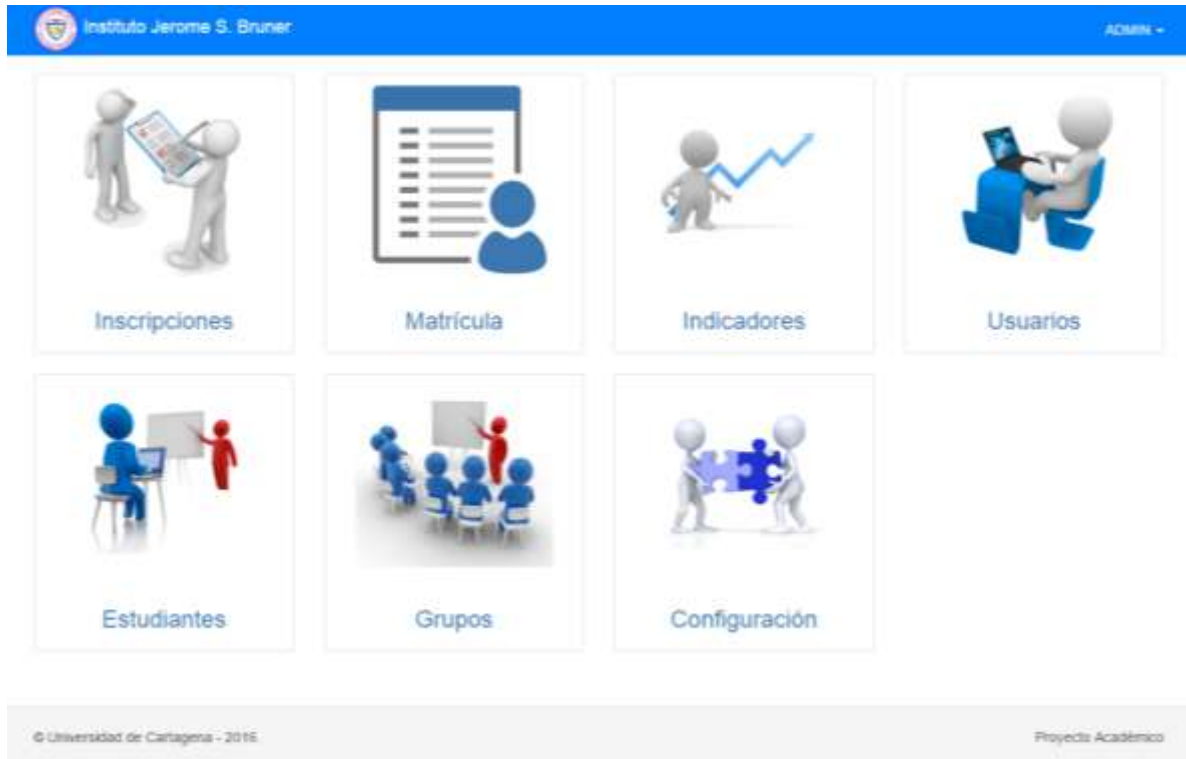 Instituto Jerome S. Bruner
ADMIN
Inscripciones
Matrícula
Indicadores
Usuarios
Estudiantes
Grupos
Configuración
© Universidad de Cartagena - 2016
Proyecto Académico